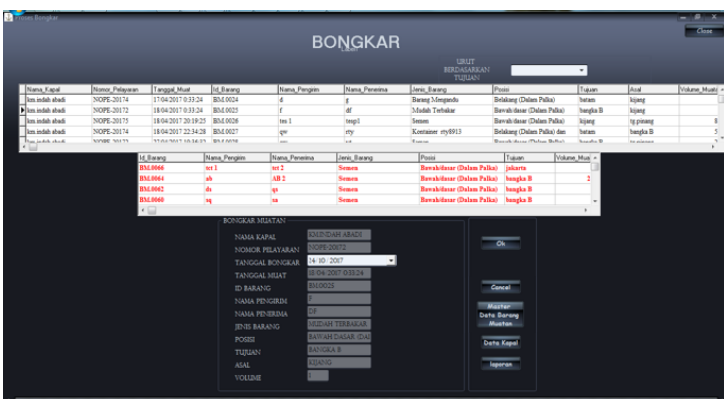 Proses Bongkar
Close
BONGKAR
URUT
BERDASARKAN
TUJUAN
Nama_Kapal Nomor_Pelayaran Tanggal_Muat Id_Barang Nama_Pengirim Nama_Penerima Jenis_Barang Posisi Tujuan Asal Volume_Muata
km.indah abadi NOPE-20174 17/04/2017 0:33:24 BM.0024 d g Barang Mengandu Belakang (Dalam Palka) batam kijang
km.indah abadi NOPE-20172 18/04/2017 0:33:24 BM.0025 f df Mudah Terbakar Bawah/dasar (Dalam Palka) bangka B kijang
km.indah abadi NOPE-20175 18/04/2017 20:19:25 BM.0026 tes 1 tesp1 Semen Bawah/dasar (Dalam Palka) kijang tg.pinang 8
km.indah abadi NOPE-20174 18/04/2017 22:34:28 BM.0027 qw rty Kontainer rty8913 Belakang (Dalam Palka) dan batam bangka B 5
Id_Barang Nama_Pengirim Nama_Penerima Jenis_Barang Posisi Tujuan Volume_Mua
BM.0066 tct 1 tct 2 Semen Bawah/dasar (Dalam Palka) jakarta
BM.0064 ab AB 2 Semen Bawah/dasar (Dalam Palka) bangka B 2
BM.0062 ds qs Semen Bawah/dasar (Dalam Palka) bangka B
BM.0060 sq sa Semen Bawah/dasar (Dalam Palka) bangka B
BONGKAR MUATAN
NAMA KAPAL KM.INDAH ABADI
NOMOR PELAYARAN NOPE-20172
TANGGAL BONGKAR 14/10/2017
TANGGAL MUAT 18/04/2017 0:33:24
ID BARANG BM.0025
NAMA PENGIRIM F
NAMA PENERIMA DF
JENIS BARANG MUDAH TERBAKAR
POSISI BAWAH/DASAR (DAL
TUJUAN BANGKA B
ASAL KIJANG
VOLUME
Ok
Cancel
Master
Data Barang
Muatan
Data Kapal
laporan